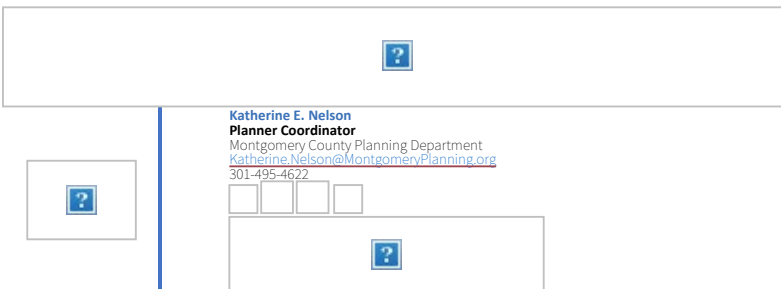 Katherine E. Nelson
Planner Coordinator
Montgomery County Planning Department
Katherine.Nelson@MontgomeryPlanning.org
301-495-4622